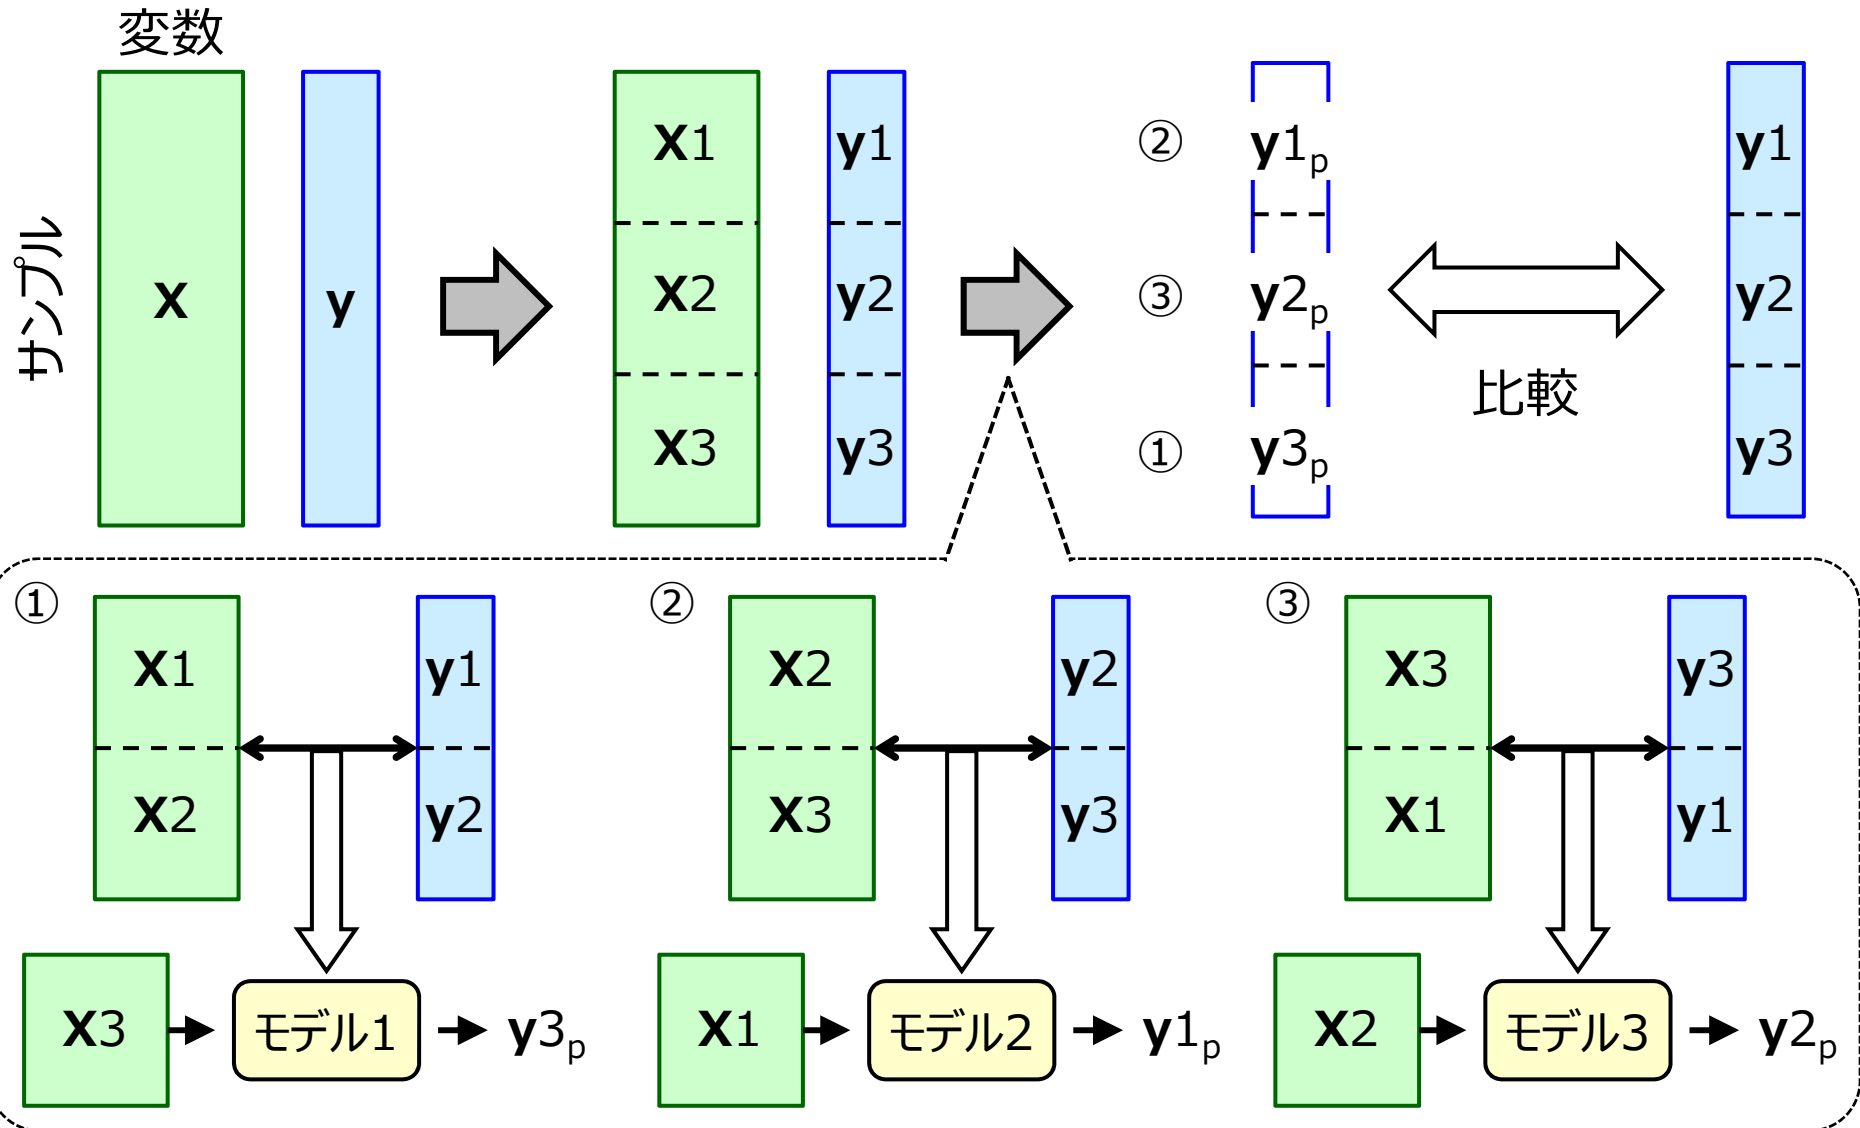 変数
サンプル
X
y
X1
y1
X2
y2
X3
y3
② y1p
③ y2p
① y3p
比較
y1
y2
y3
①
X1
y1
X2
y2
X3
モデル1
y3p
②
X2
y2
X3
y3
X1
モデル2
y1p
③
X3
y3
X1
y1
X2
モデル3
y2p